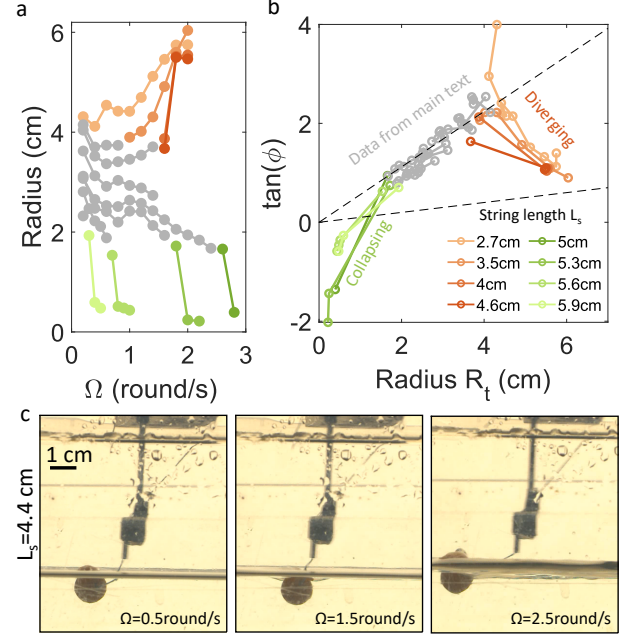 a
Radius (cm)
6
4
2
0
0
1
2
3
Ω (round/s)
b
tan(ϕ)
4
2
0
-2
0
2
4
6
Radius Rt (cm)
Data from main text
Diverging
Collapsing
String length Ls
2.7cm
3.5cm
4cm
4.6cm
5cm
5.3cm
5.6cm
5.9cm
c
Ls=4.4 cm
1 cm
Ω=0.5round/s
Ω=1.5round/s
Ω=2.5round/s